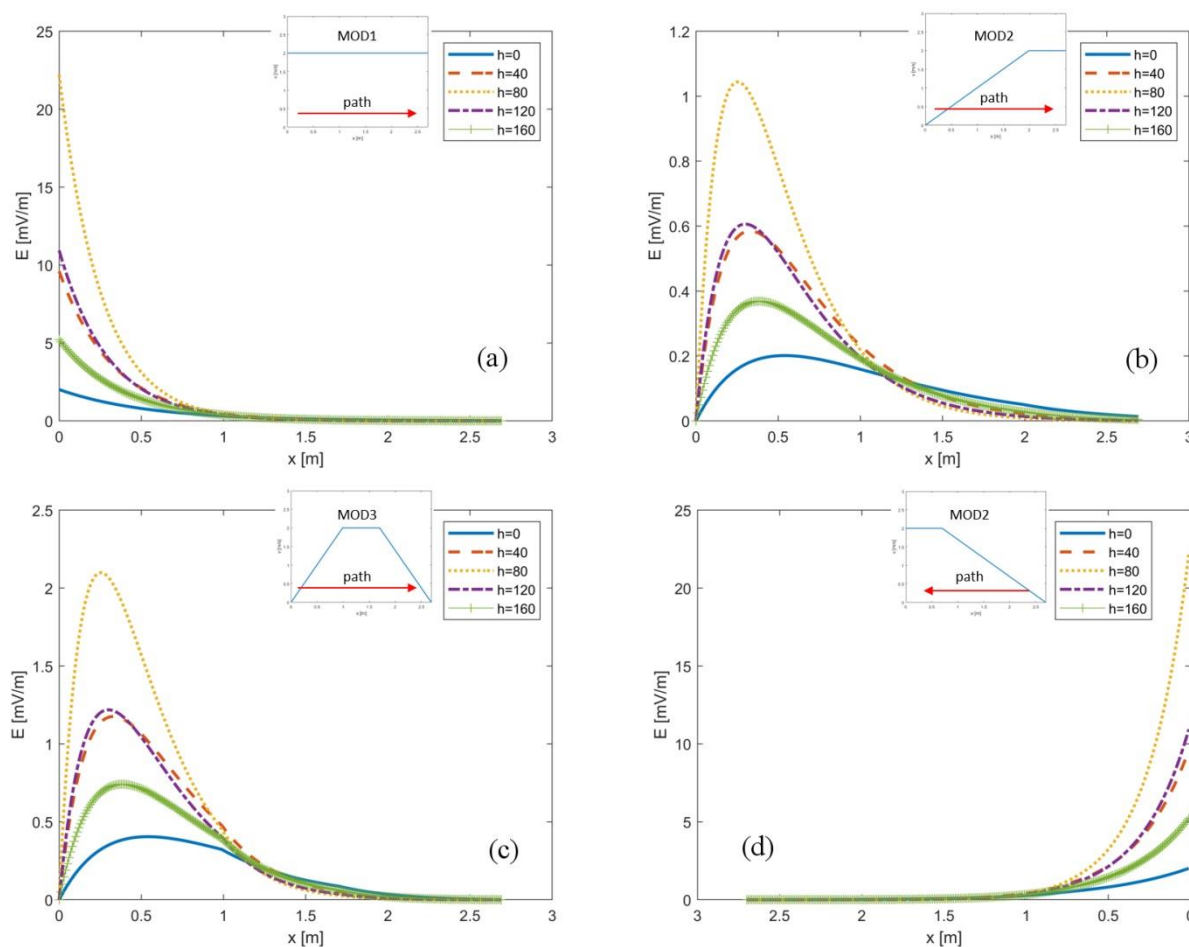 25
20
15
10
5
0
E [mV/m]
0 0.5 1 1.5 2 2.5 3
x [m]
MOD1
path
h=0
h=40
h=80
h=120
h=160
(a)
1.2
1
0.8
0.6
0.4
0.2
0
E [mV/m]
0 0.5 1 1.5 2 2.5 3
x [m]
MOD2
path
h=0
h=40
h=80
h=120
h=160
(b)
2.5
2
1.5
1
0.5
0
E [mV/m]
0 0.5 1 1.5 2 2.5 3
x [m]
MOD3
path
h=0
h=40
h=80
h=120
h=160
(c)
25
20
15
10
5
0
E [mV/m]
3 2.5 2 1.5 1 0.5 0
x [m]
MOD2
path
h=0
h=40
h=80
h=120
h=160
(d)